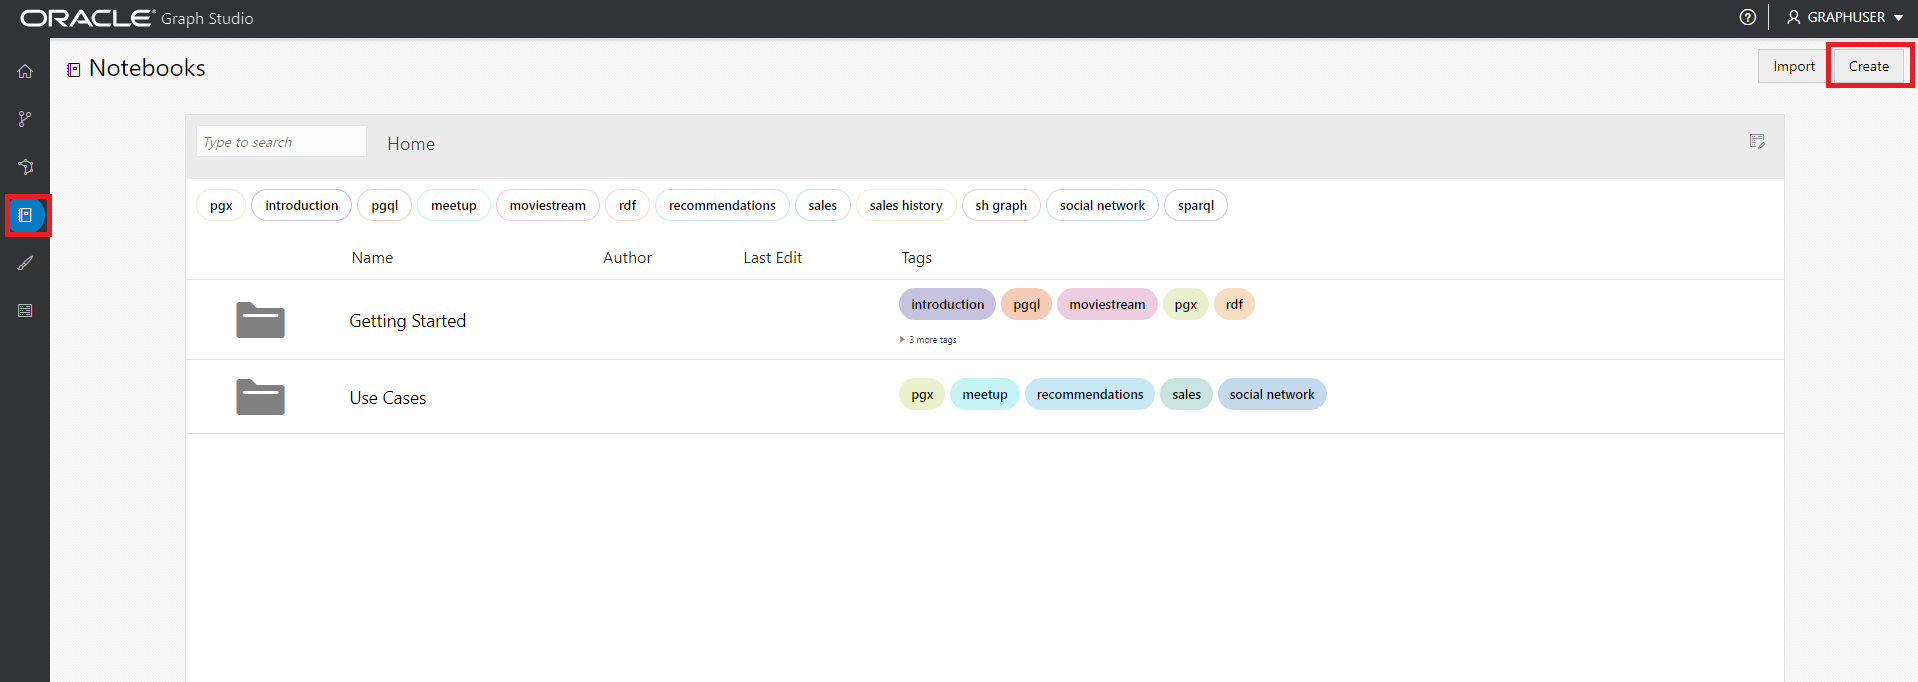 ORACLE® Graph Studio
GRAPHUSER
Notebooks
Import
Create
Type to search
Home
pgx introduction pgql meetup moviestream rdf recommendations sales sales history sh graph social network sparql
Name Author Last Edit Tags
Getting Started
introduction pgql moviestream pgx rdf
3 more tags
Use Cases
pgx meetup recommendations sales social network